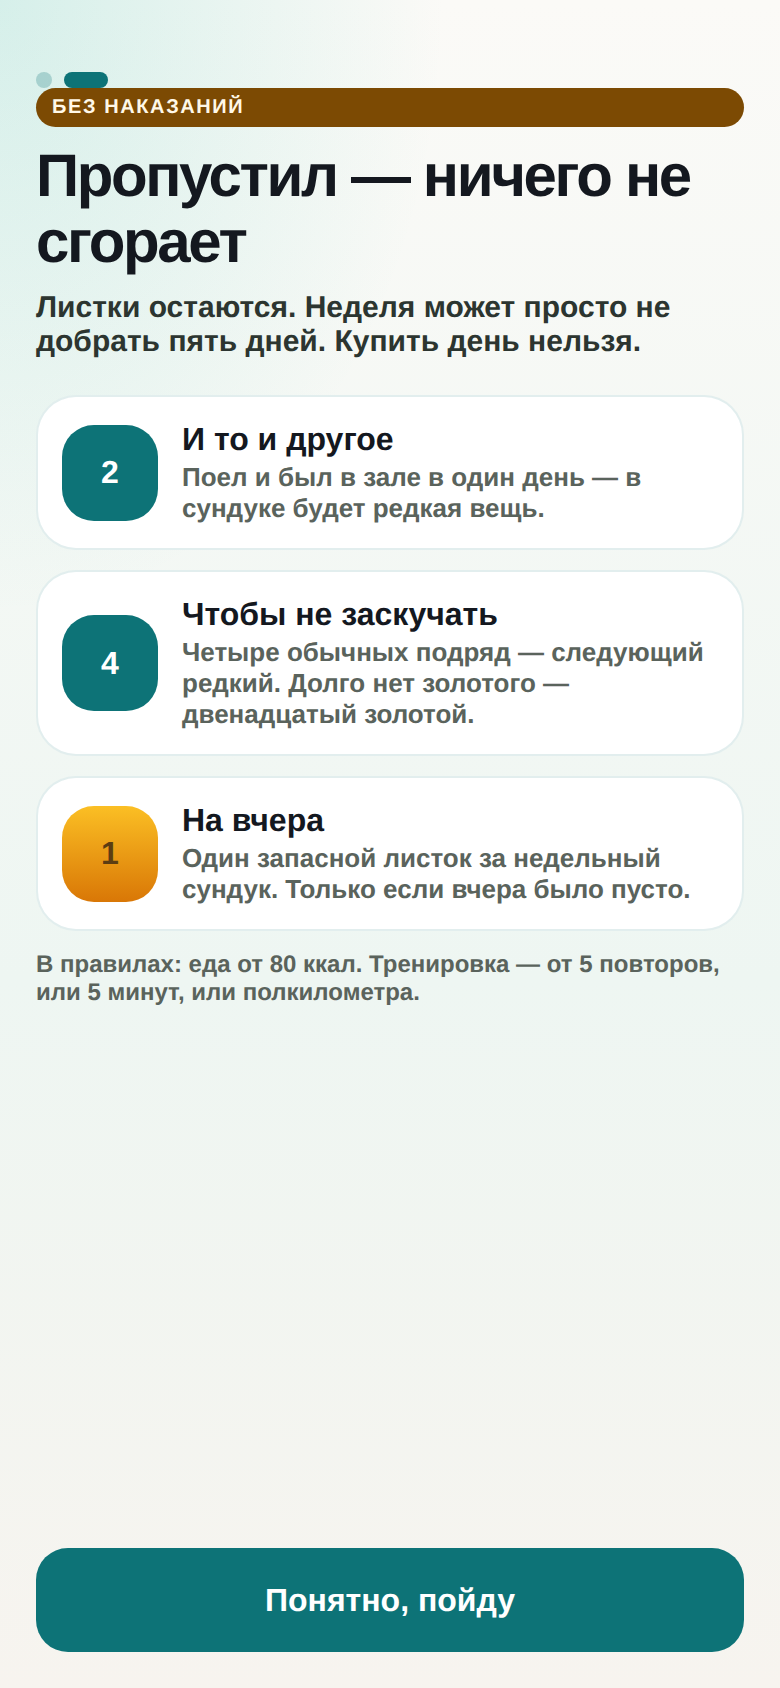 БЕЗ НАКАЗАНИЙ
Пропустил — ничего не
сгорает
Листки остаются. Неделя может просто не
добрать пять дней. Купить день нельзя.
2
И то и другое
Поел и был в зале в один день — в
сундуке будет редкая вещь.
4
Чтобы не заскучать
Четыре обычных подряд — следующий
редкий. Долго нет золотого —
двенадцатый золотой.
1
На вчера
Один запасной листок за недельный
сундук. Только если вчера было пусто.
В правилах: еда от 80 ккал. Тренировка — от 5 повторов,
или 5 минут, или полкилометра.
Понятно, пойду